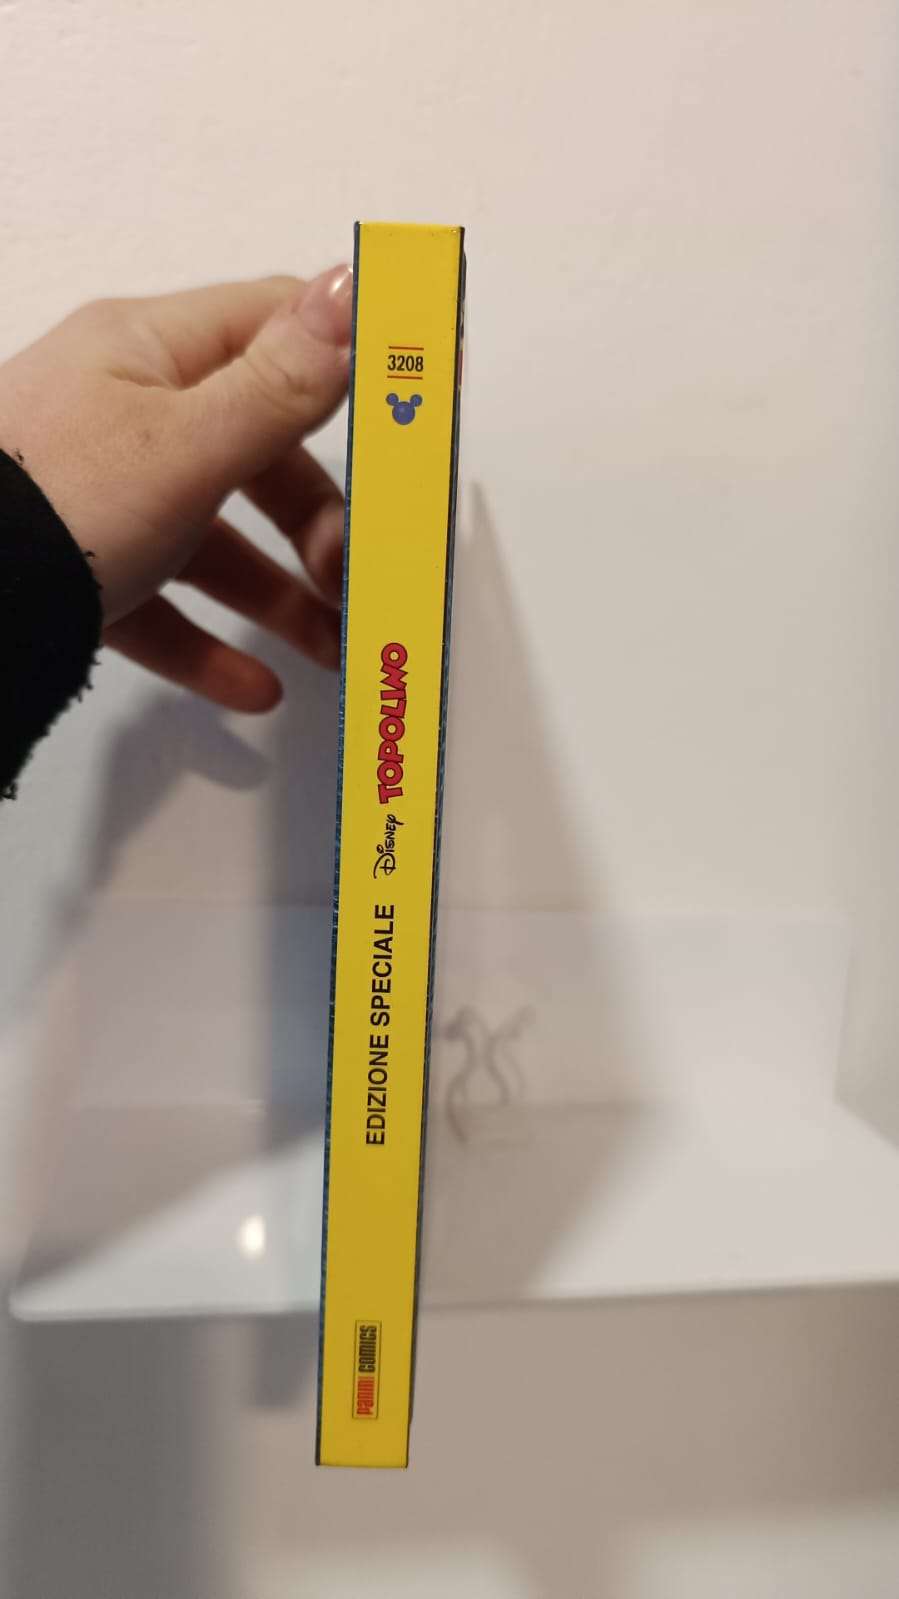 3208
EDIZIONE SPECIALE DISNEY TOPOLINO
PANINI COMICS